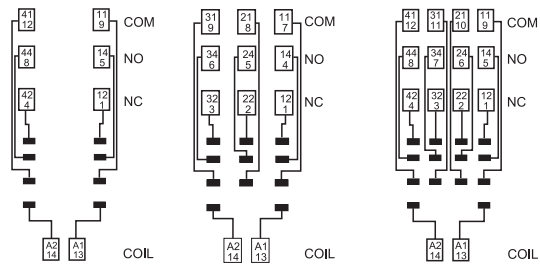 41 11 COM
12 9
44 14 NO
8 5
42 12 NC
4 1
A2 A1 COIL
14 13
31 21 11 COM
9 8 7
34 24 14 NO
6 5 4
32 22 12 NC
3 2 1
A2 A1 COIL
14 13
41 31 21 11 COM
12 11 10 9
44 34 24 14 NO
8 7 6 5
42 32 22 12 NC
4 3 2 1
A2 A1 COIL
14 13